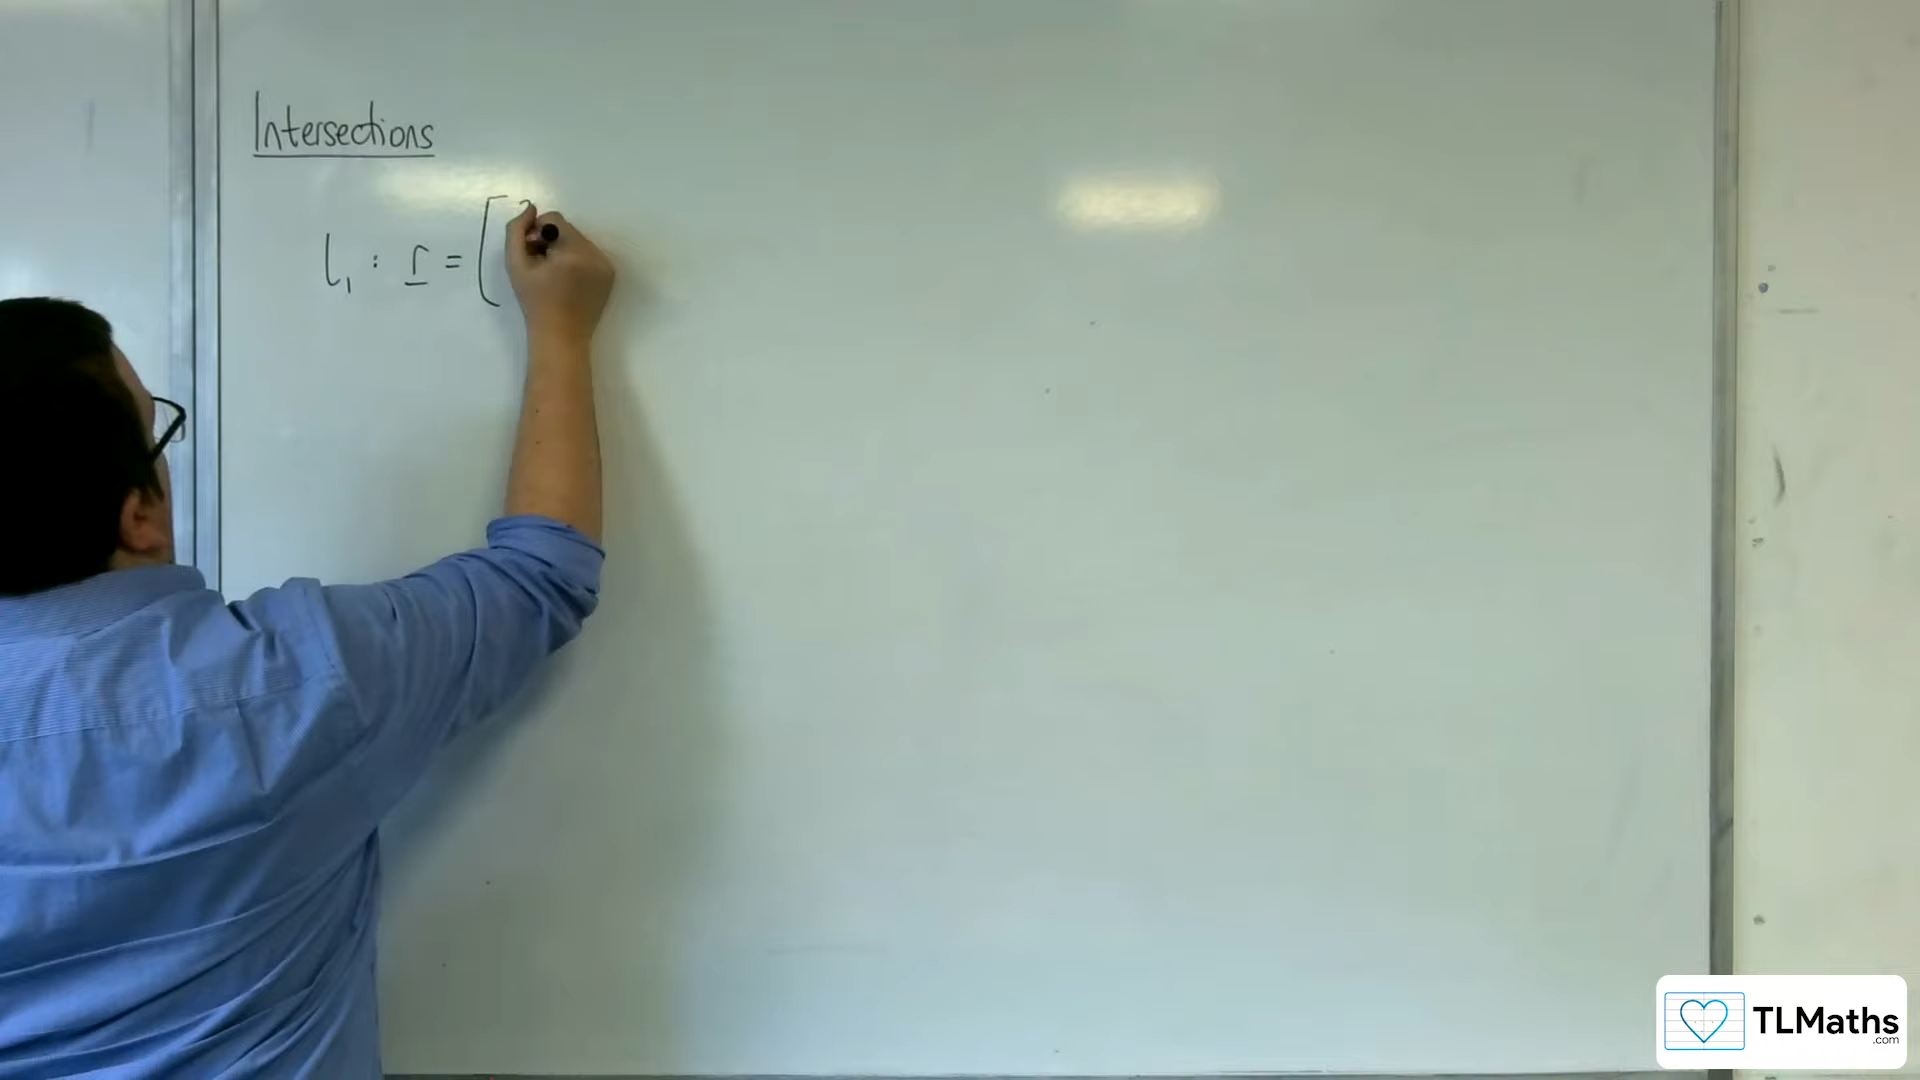 Intersections
l₁ : r = [
TLMaths
.com